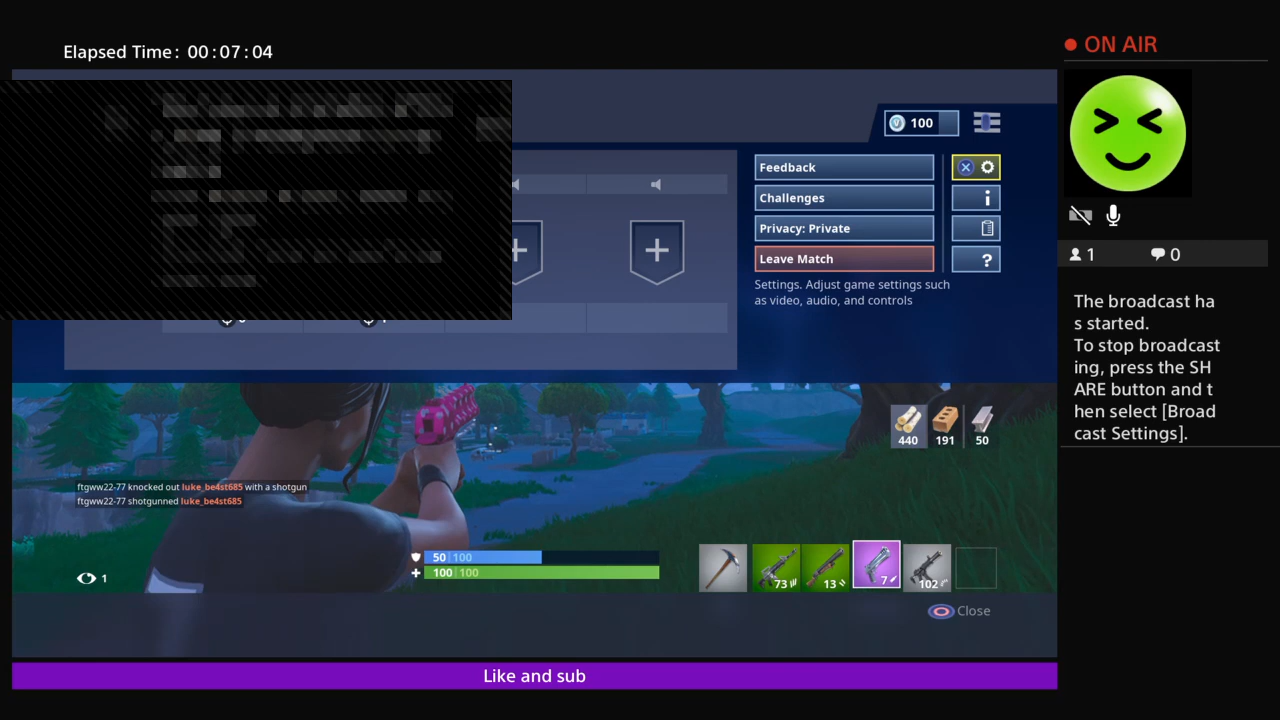 Elapsed Time: 00:07:04
ON AIR
100
Feedback
Challenges
i
Privacy: Private
Leave Match
?
Settings. Adjust game settings such
as video, audio, and controls
1
0
The broadcast ha
s started.
To stop broadcast
ing, press the SH
ARE button and t
hen select [Broad
cast Settings].
440
191
50
ftgww22-77 knocked out luke_be4st685 with a shotgun
ftgww22-77 shotgunned luke_be4st685
50|100
100|100
73
13
7
102
1
Close
Like and sub